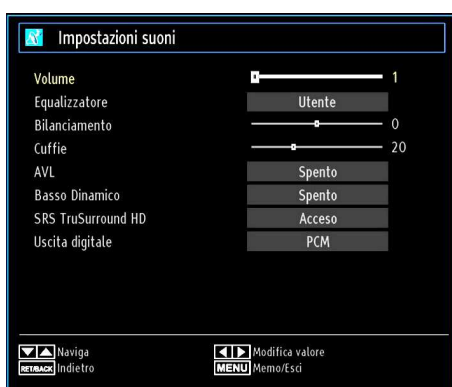 Impostazioni suoni
Volume 1
Equalizzatore Utente
Bilanciamento 0
Cuffie 20
AVL Spento
Basso Dinamico Spento
SRS TruSurround HD Acceso
Uscita digitale PCM
Naviga Modifica valore
RET/BACK Indietro MENU Memo/Esci